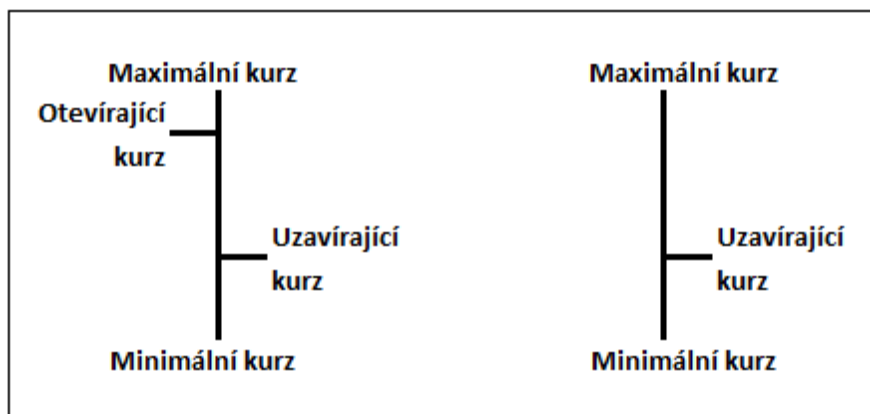 Maximální kurz
Otevírající
kurz
Uzavírající
kurz
Minimální kurz
Maximální kurz
Uzavírající
kurz
Minimální kurz